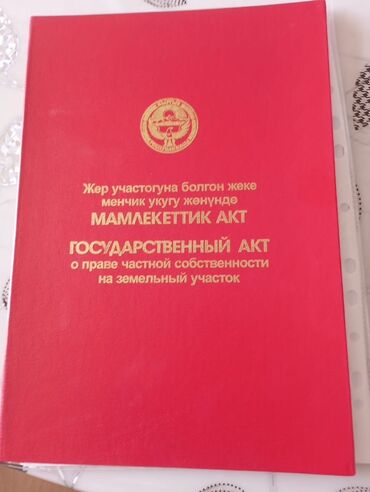 Жер участогуна болгон жеке
менчик укугу жөнүндө
МАМЛЕКЕТТИК АКТ
ГОСУДАРСТВЕННЫЙ АКТ
о праве частной собственности
на земельный участок